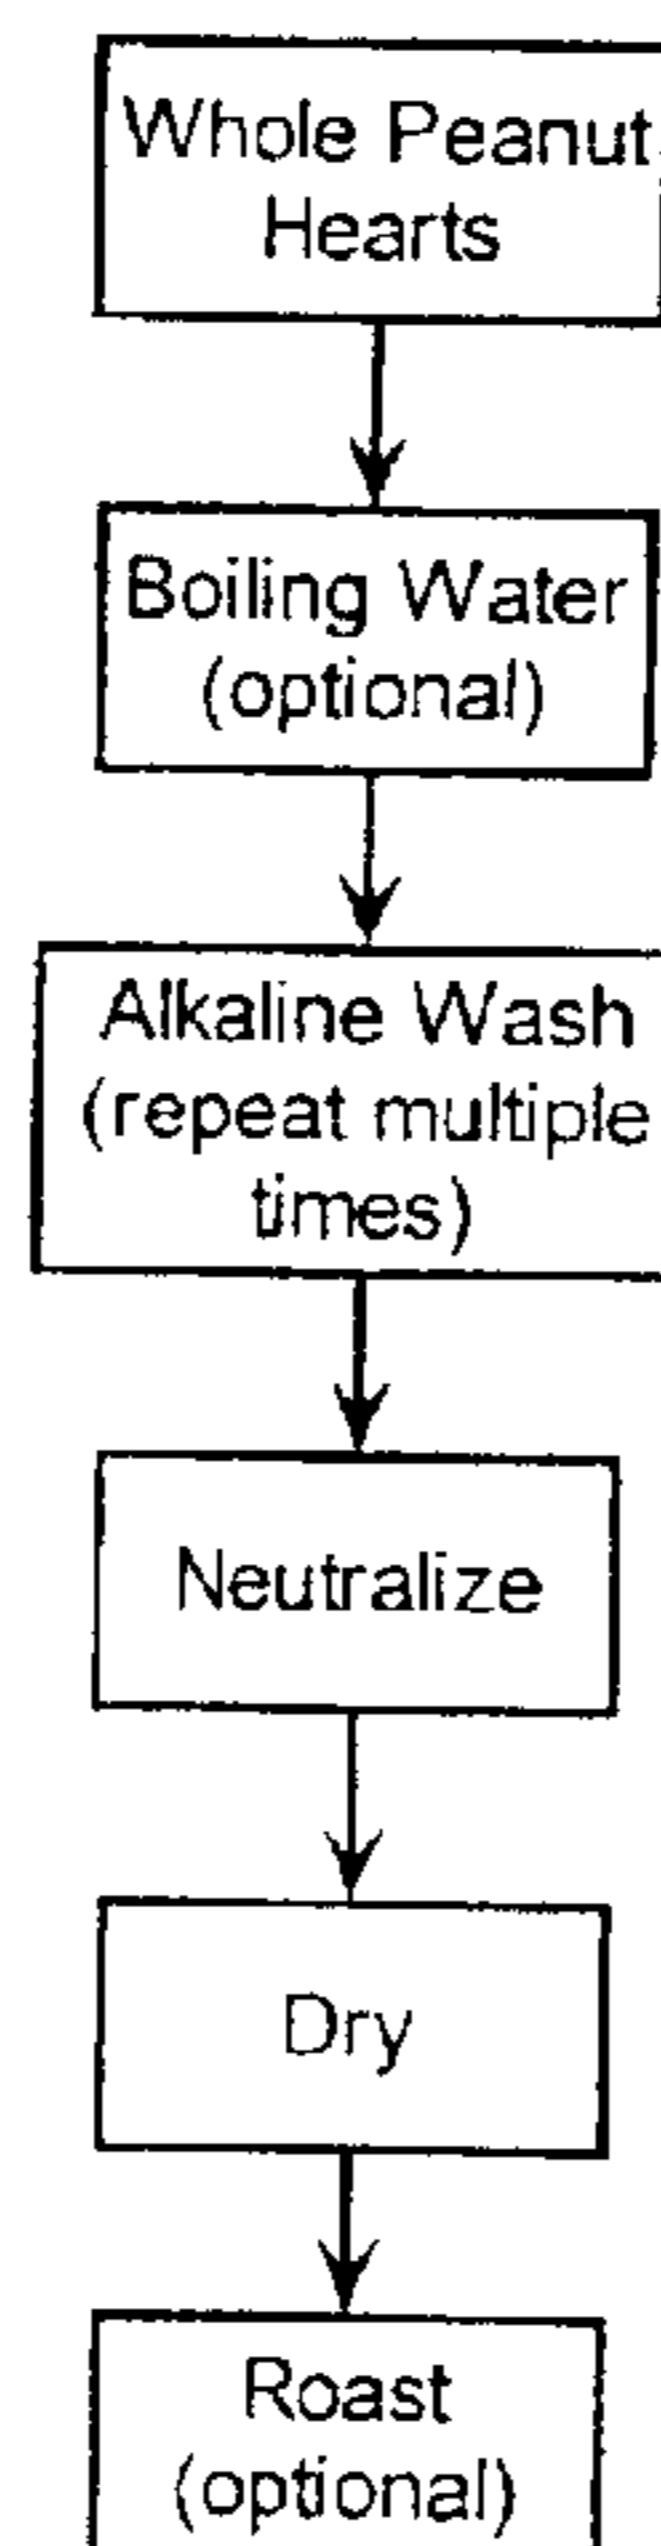 Whole Peanut
Hearts
Boiling Water
(optional)
Alkaline Wash
(repeat multiple
times)
Neutralize
Dry
Roast
(optional)